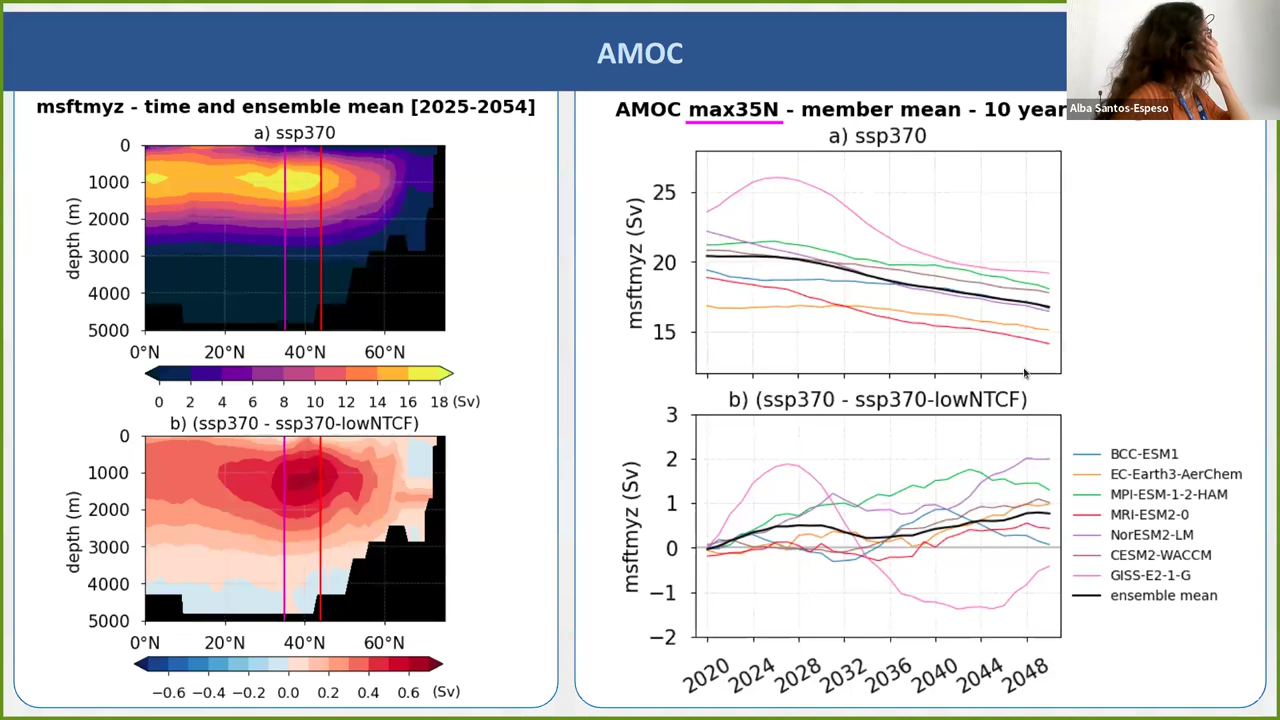 AMOC
Alba Santos-Espeso
msftmyz - time and ensemble mean [2025-2054]
a) ssp370
depth (m)
0
1000
2000
3000
4000
5000
0°N 20°N 40°N 60°N
0 2 4 6 8 10 12 14 16 18 (Sv)
b) (ssp370 - ssp370-lowNTCF)
depth (m)
0
1000
2000
3000
4000
5000
0°N 20°N 40°N 60°N
−0.6 −0.4 −0.2 0.0 0.2 0.4 0.6 (Sv)
AMOC max35N - member mean - 10 year
a) ssp370
msftmyz (Sv)
25
20
15
b) (ssp370 - ssp370-lowNTCF)
msftmyz (Sv)
3
2
1
0
−1
−2
2020 2024 2028 2032 2036 2040 2044 2048
BCC-ESM1
EC-Earth3-AerChem
MPI-ESM-1-2-HAM
MRI-ESM2-0
NorESM2-LM
CESM2-WACCM
GISS-E2-1-G
ensemble mean